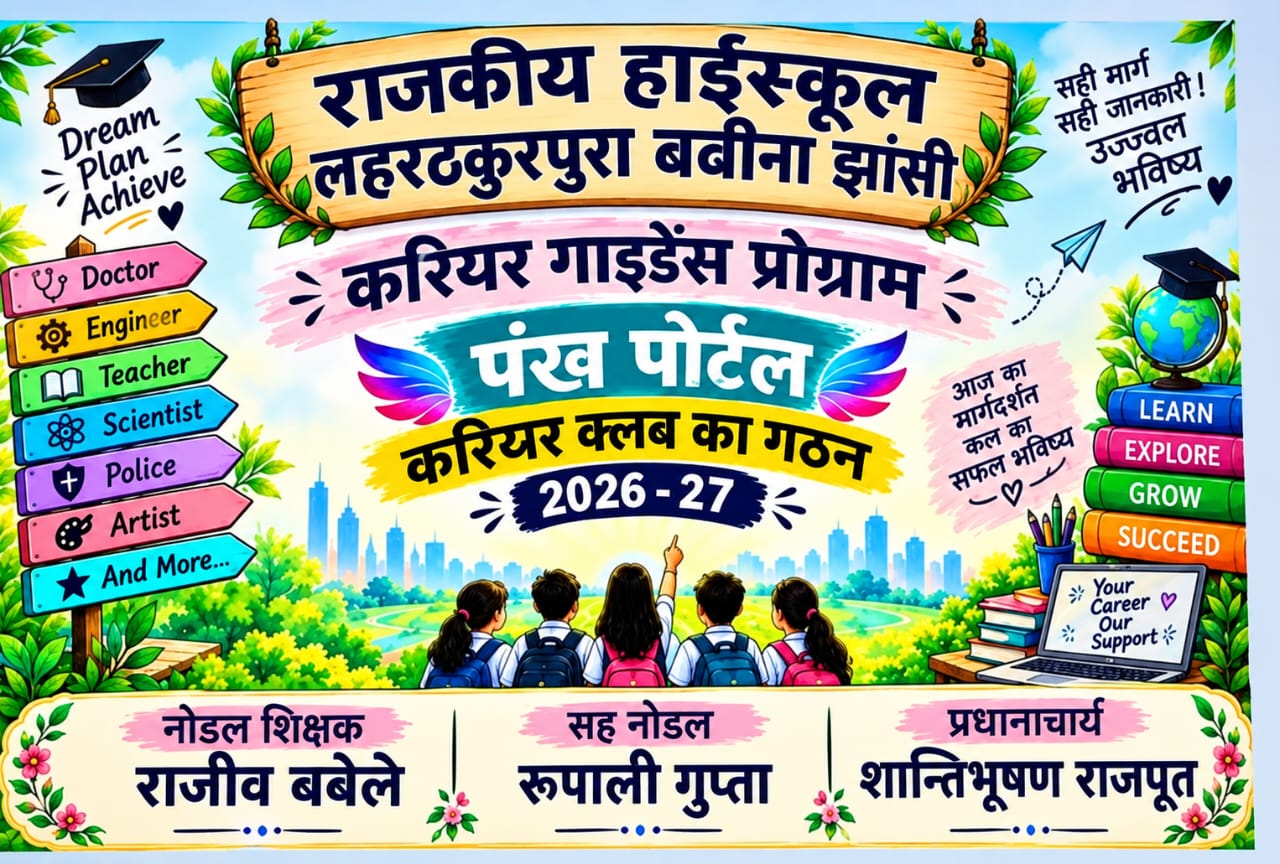 राजकीय हाईस्कूल
लहरठकुरपुरा बबीना झांसी
Dream
Plan
Achieve
सही मार्ग
सही जानकारी !
उज्ज्वल
भविष्य
करियर गाइडेंस प्रोग्राम
पंख पोर्टल
करियर क्लब का गठन
2026 - 27
Doctor
Engineer
Teacher
Scientist
Police
Artist
And More...
आज का
मार्गदर्शन
कल का
सफल भविष्य
LEARN
EXPLORE
GROW
SUCCEED
Your
Career
Our
Support
नोडल शिक्षक
राजीव बबेले
सह नोडल
रूपाली गुप्ता
प्रधानाचार्य
शान्तिभूषण राजपूत